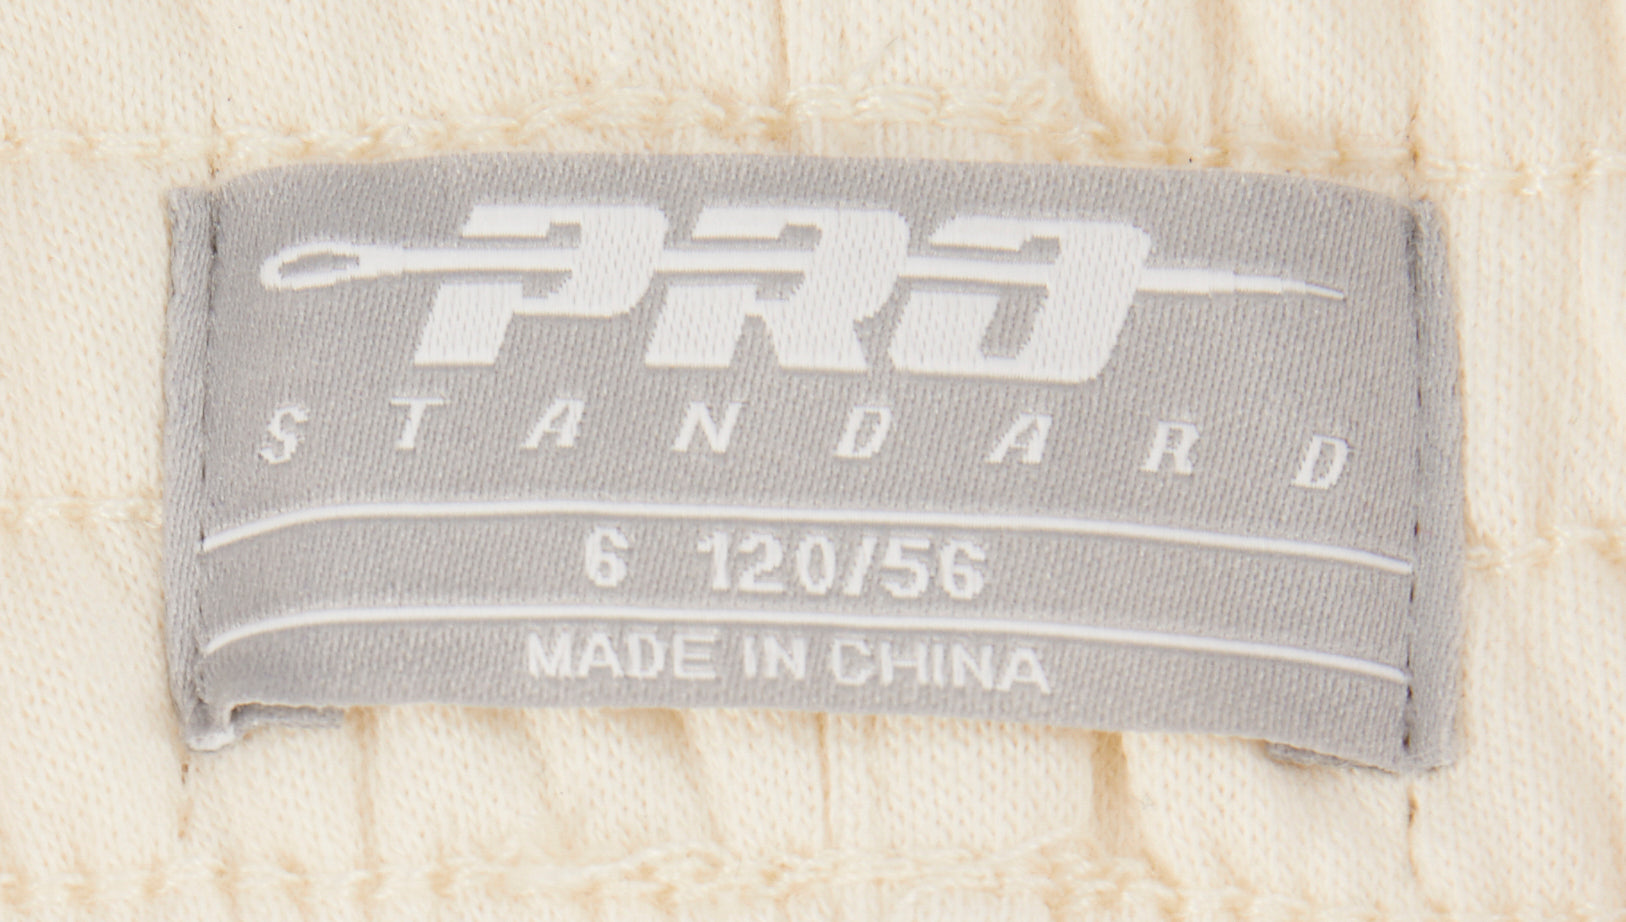 PRO
STANDARD
6 120/56
MADE IN CHINA